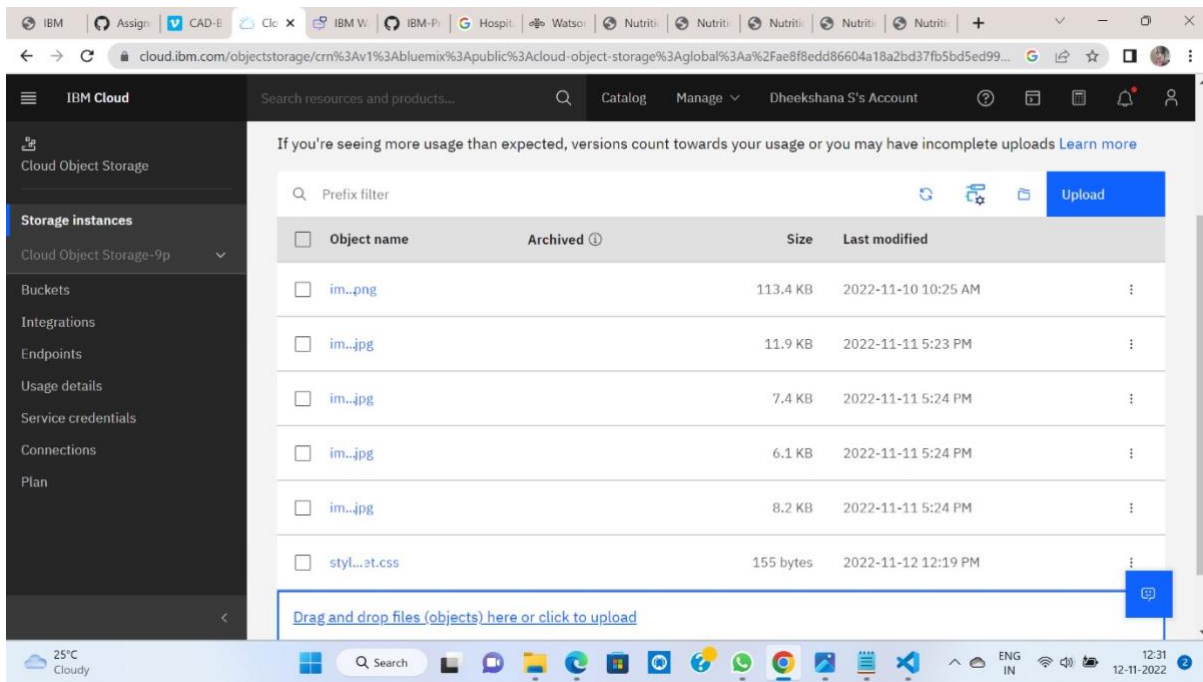 IBM Assign CAD-B Clc IBM W IBM-Pr Hospit Watsor Nutriti Nutriti Nutriti Nutriti Nutriti
cloud.ibm.com/objectstorage/crn%3Av1%3Abluemix%3Apublic%3Acloud-object-storage%3Aglobal%3Aa%2Fae8f8edd86604a18a2bd37fb5bd5ed99...
IBM Cloud Search resources and products... Catalog Manage Dheekshana S's Account
Cloud Object Storage
Storage instances
Cloud Object Storage-9p
Buckets
Integrations
Endpoints
Usage details
Service credentials
Connections
Plan
If you're seeing more usage than expected, versions count towards your usage or you may have incomplete uploads Learn more
Prefix filter Upload
Object name Archived Size Last modified
im...png 113.4 KB 2022-11-10 10:25 AM
im...jpg 11.9 KB 2022-11-11 5:23 PM
im...jpg 7.4 KB 2022-11-11 5:24 PM
im...jpg 6.1 KB 2022-11-11 5:24 PM
im...jpg 8.2 KB 2022-11-11 5:24 PM
styl...et.css 155 bytes 2022-11-12 12:19 PM
Drag and drop files (objects) here or click to upload
25°C
Cloudy
Search
ENG
IN
12:31
12-11-2022
2